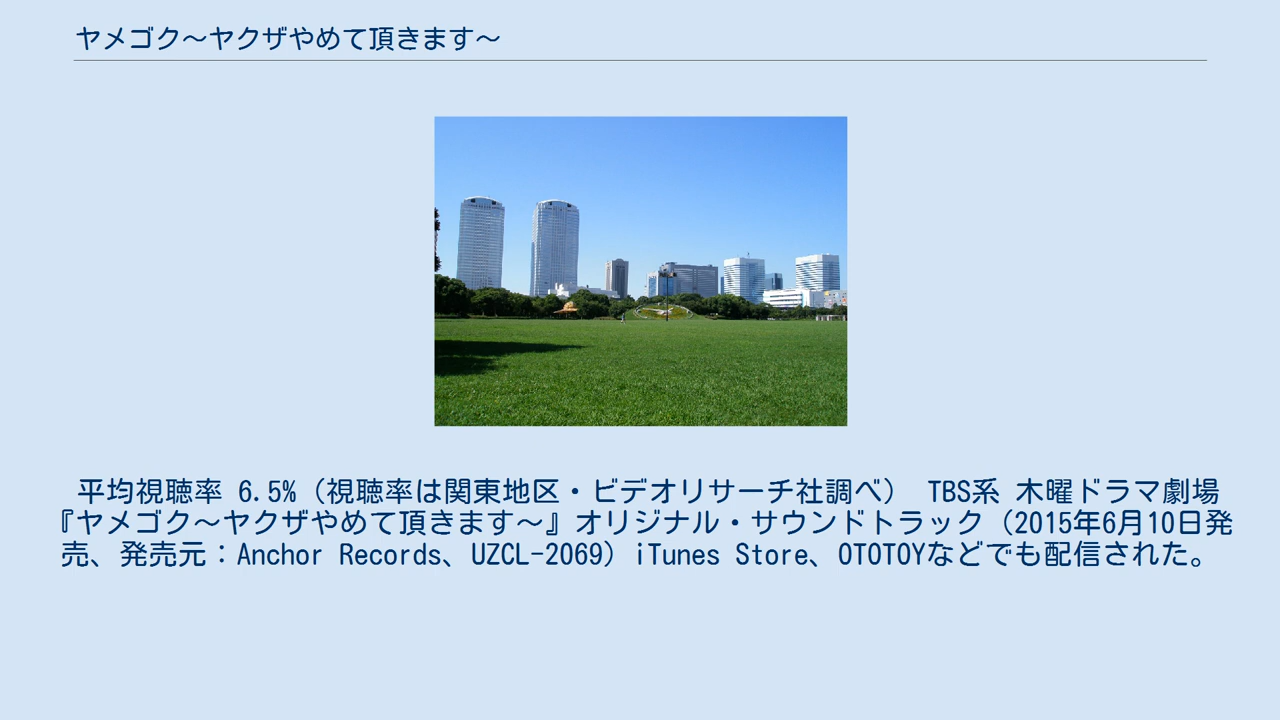 ヤメゴク〜ヤクザやめて頂きます〜
平均視聴率 6.5%（視聴率は関東地区・ビデオリサーチ社調べ） TBS系 木曜ドラマ劇場
『ヤメゴク〜ヤクザやめて頂きます〜』オリジナル・サウンドトラック（2015年6月10日発
売、発売元：Anchor Records、UZCL-2069）iTunes Store、OTOTOYなどでも配信された。